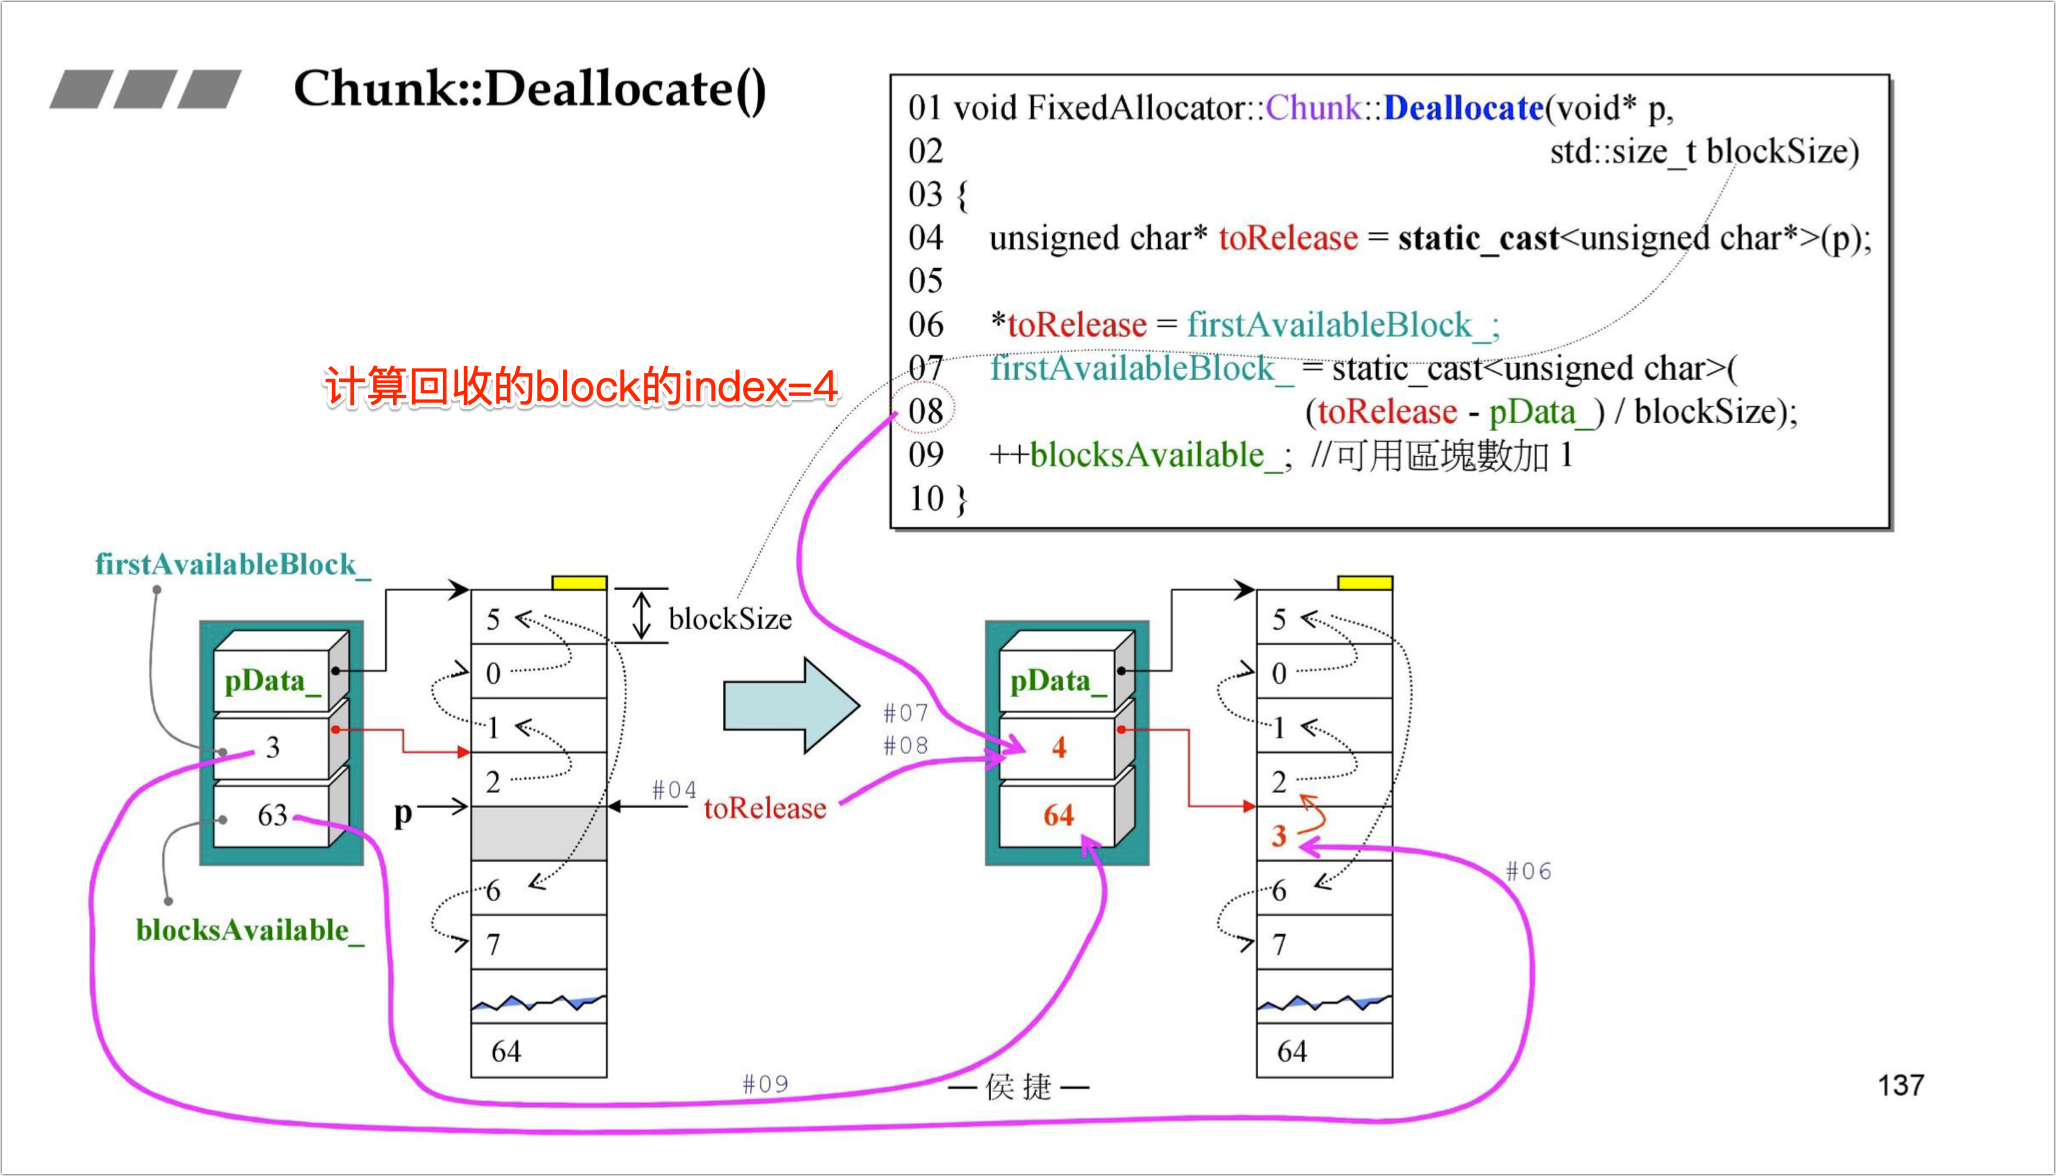 Chunk::Deallocate()
01 void FixedAllocator::Chunk::Deallocate(void* p,
02 std::size_t blockSize)
03 {
04 unsigned char* toRelease = static_cast<unsigned char*>(p);
05
06 *toRelease = firstAvailableBlock_;
07 firstAvailableBlock_ = static_cast<unsigned char>(
08 (toRelease - pData_) / blockSize);
09 ++blocksAvailable_; //可用區塊數加 1
10 }
计算回收的block的index=4
firstAvailableBlock_
pData_
3
63
blocksAvailable_
p
5
0
1
2
6
7
64
blockSize
#04
toRelease
#07
#08
pData_
4
64
5
0
1
2
3
6
7
64
#06
#09
— 侯 捷 —
137